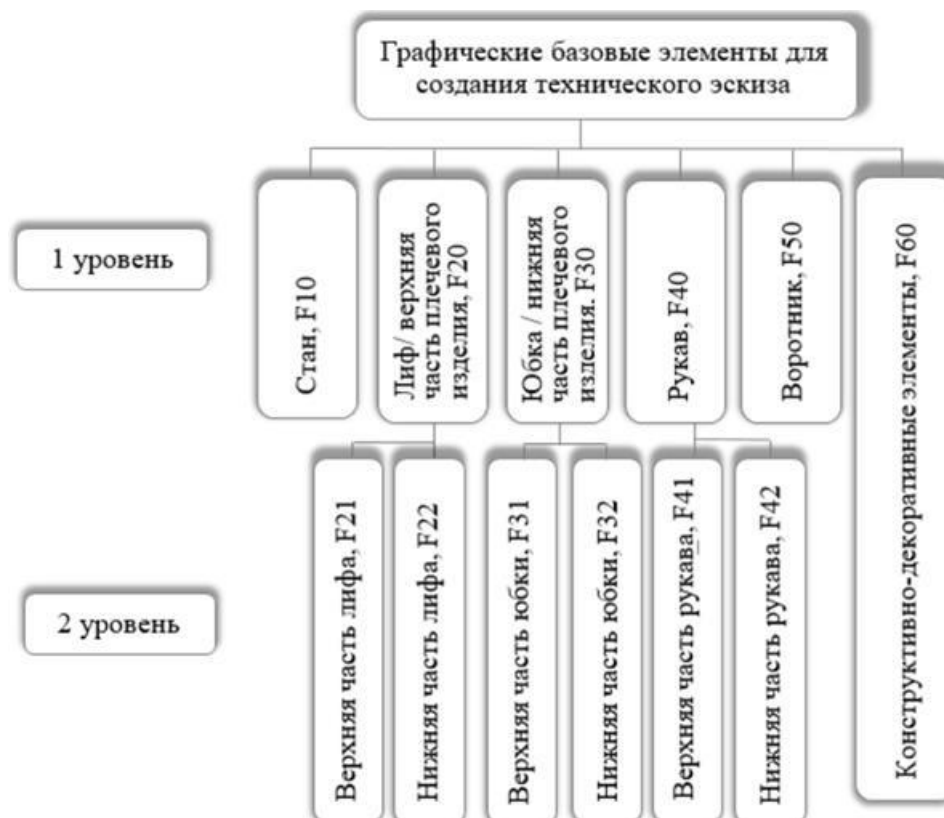 Графические базовые элементы для
создания технического эскиза
1 уровень
Стан, F10
Лиф/ верхняя
часть плечевого
изделия, F20
Юбка / нижняя
часть плечевого
изделия. F30
Рукав, F40
Воротник, F50
Конструктивно-декоративные элементы, F60
2 уровень
Верхняя часть лифа, F21
Нижняя часть лифа, F22
Верхняя часть юбки, F31
Нижняя часть юбки, F32
Верхняя часть рукава, F41
Нижняя часть рукава, F42